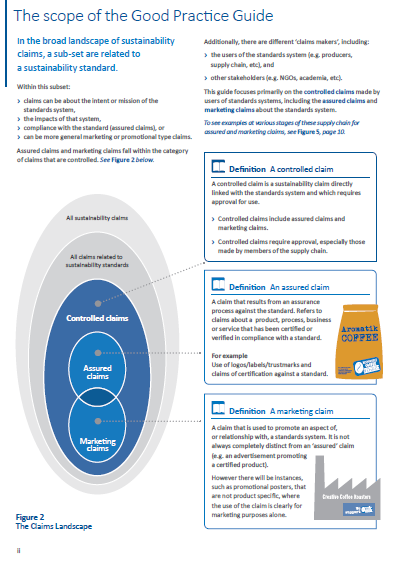 The scope of the Good Practice Guide
In the broad landscape of sustainability
claims, a sub-set are related to
a sustainability standard.
Within this subset:
› claims can be about the intent or mission of the
standards system,
› the impacts of that system,
› compliance with the standard (assured claims), or
› can be more general marketing or promotional type claims.
Assured claims and marketing claims fall within the category
of claims that are controlled. See Figure 2 below.
Additionally, there are different ‘claims makers’, including:
› the users of the standards system (e.g. producers,
supply chain, etc), and
› other stakeholders (e.g. NGOs, academia, etc).
This guide focuses primarily on the controlled claims made by
users of standards systems, including the assured claims and
marketing claims about the standards system.
To see examples at various stages of these supply chain for
assured and marketing claims, see Figure 5, page 10.
All sustainability claims
All claims related to
sustainability standards
Controlled claims
Assured
claims
Marketing
claims
Figure 2
The Claims Landscape
Definition A controlled claim
A controlled claim is a sustainability claim directly
linked with the standards system and which requires
approval for use.
› Controlled claims include assured claims and
marketing claims.
› Controlled claims require approval, especially those
made by members of the supply chain.
Definition An assured claim
A claim that results from an assurance
process against the standard. Refers to
claims about a product, process, business
or service that has been certified or
verified in compliance with a standard.
For example
Use of logos/labels/trustmarks and
claims of certification against a standard.
Aromatik
COFFEE
Definition A marketing claim
A claim that is used to promote an aspect of,
or relationship with, a standards system. It is not
always completely distinct from an ‘assured’ claim
(e.g. an advertisement promoting
a certified product).
However there will be instances,
such as promotional posters, that
are not product specific, where
the use of the claim is clearly for
marketing purposes alone.
Creative Coffee Roasters
ii